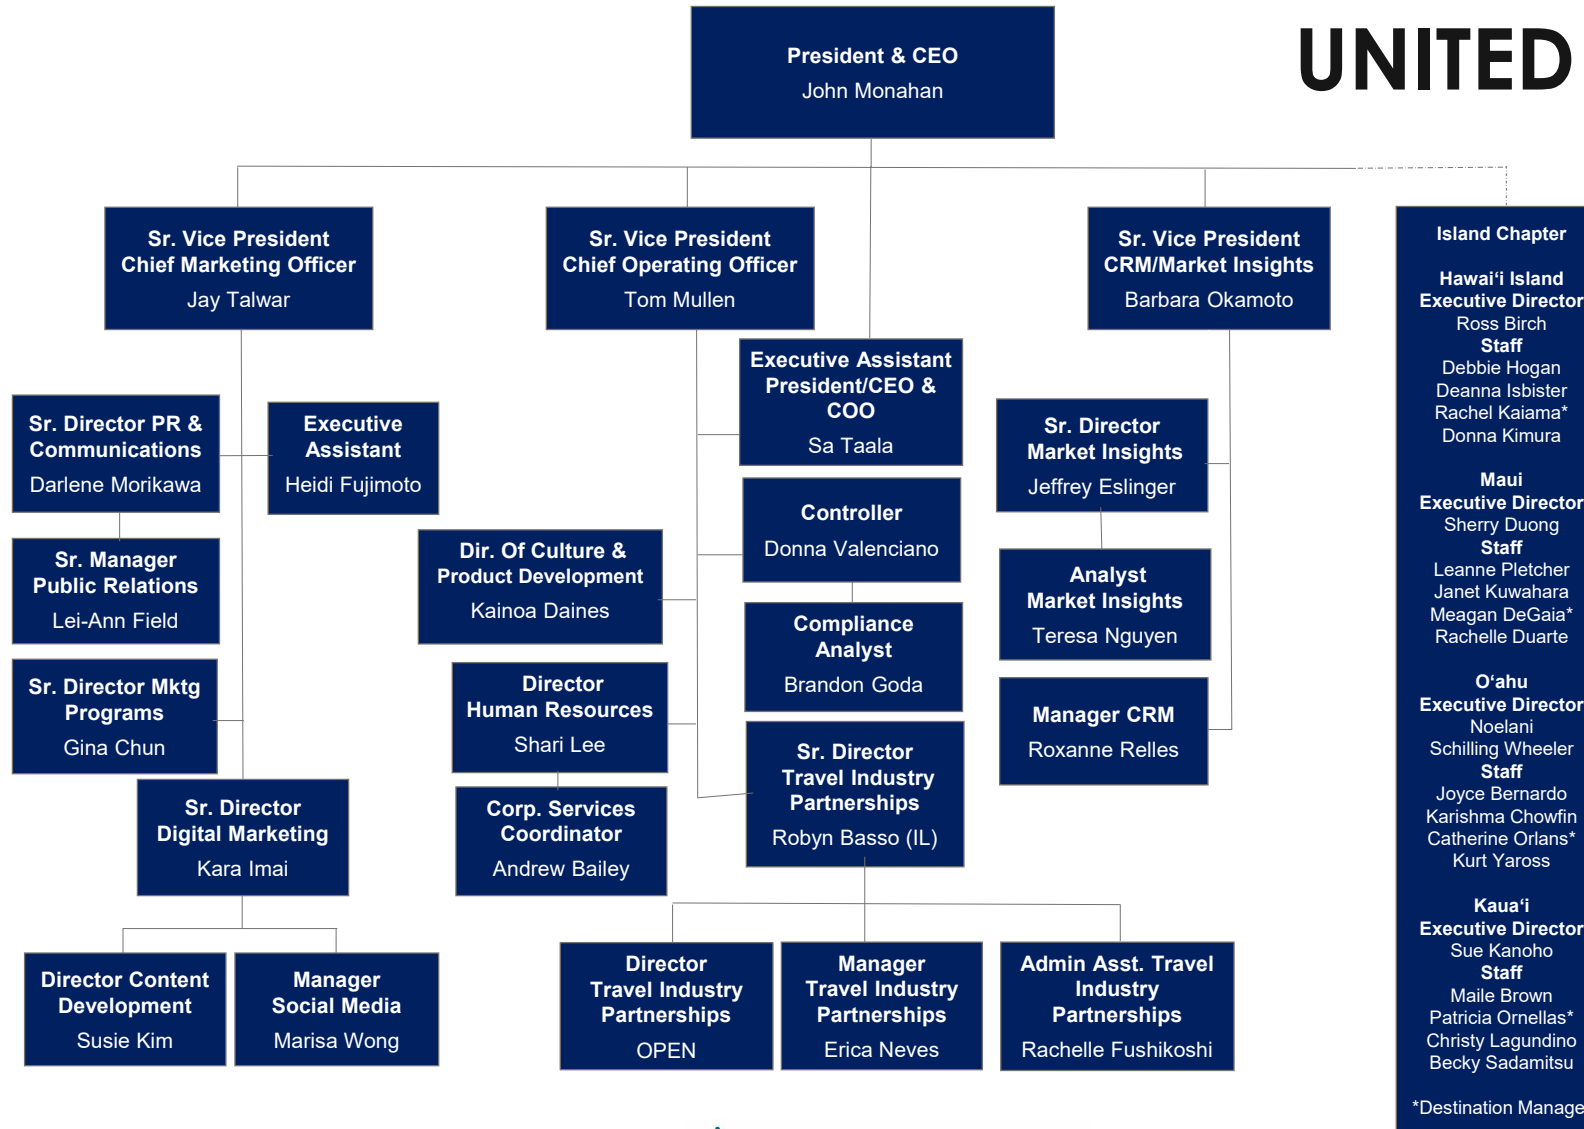 UNITED
President & CEO
John Monahan
Sr. Vice President
Chief Marketing Officer
Jay Talwar
Sr. Vice President
Chief Operating Officer
Tom Mullen
Sr. Vice President
CRM/Market Insights
Barbara Okamoto
Executive Assistant
President/CEO &
COO
Sa Taala
Sr. Director PR &
Communications
Darlene Morikawa
Executive
Assistant
Heidi Fujimoto
Sr. Manager
Public Relations
Lei-Ann Field
Sr. Director Mktg
Programs
Gina Chun
Sr. Director
Digital Marketing
Kara Imai
Director Content
Development
Susie Kim
Manager
Social Media
Marisa Wong
Controller
Donna Valenciano
Dir. Of Culture &
Product Development
Kainoa Daines
Compliance
Analyst
Brandon Goda
Director
Human Resources
Shari Lee
Corp. Services
Coordinator
Andrew Bailey
Sr. Director
Travel Industry
Partnerships
Robyn Basso (IL)
Director
Travel Industry
Partnerships
OPEN
Manager
Travel Industry
Partnerships
Erica Neves
Admin Asst. Travel
Industry
Partnerships
Rachelle Fushikoshi
Sr. Director
Market Insights
Jeffrey Eslinger
Analyst
Market Insights
Teresa Nguyen
Manager CRM
Roxanne Relles
Island Chapter
Hawai‘i Island
Executive Director
Ross Birch
Staff
Debbie Hogan
Deanna Isbister
Rachel Kaiama*
Donna Kimura
Maui
Executive Director
Sherry Duong
Staff
Leanne Pletcher
Janet Kuwahara
Meagan DeGaia*
Rachelle Duarte
O‘ahu
Executive Director
Noelani
Schilling Wheeler
Staff
Joyce Bernardo
Karishma Chowfin
Catherine Orlans*
Kurt Yaross
Kaua‘i
Executive Director
Sue Kanoho
Staff
Maile Brown
Patricia Ornellas*
Christy Lagundino
Becky Sadamitsu
*Destination Manage